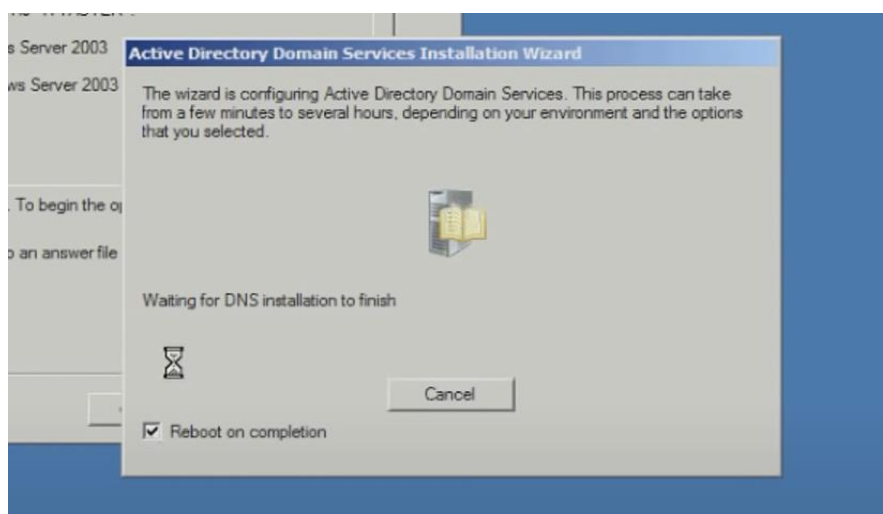 s Server 2003
ws Server 2003
. To begin the op
o an answer file
Active Directory Domain Services Installation Wizard
The wizard is configuring Active Directory Domain Services. This process can take
from a few minutes to several hours, depending on your environment and the options
that you selected.
Waiting for DNS installation to finish
Cancel
Reboot on completion